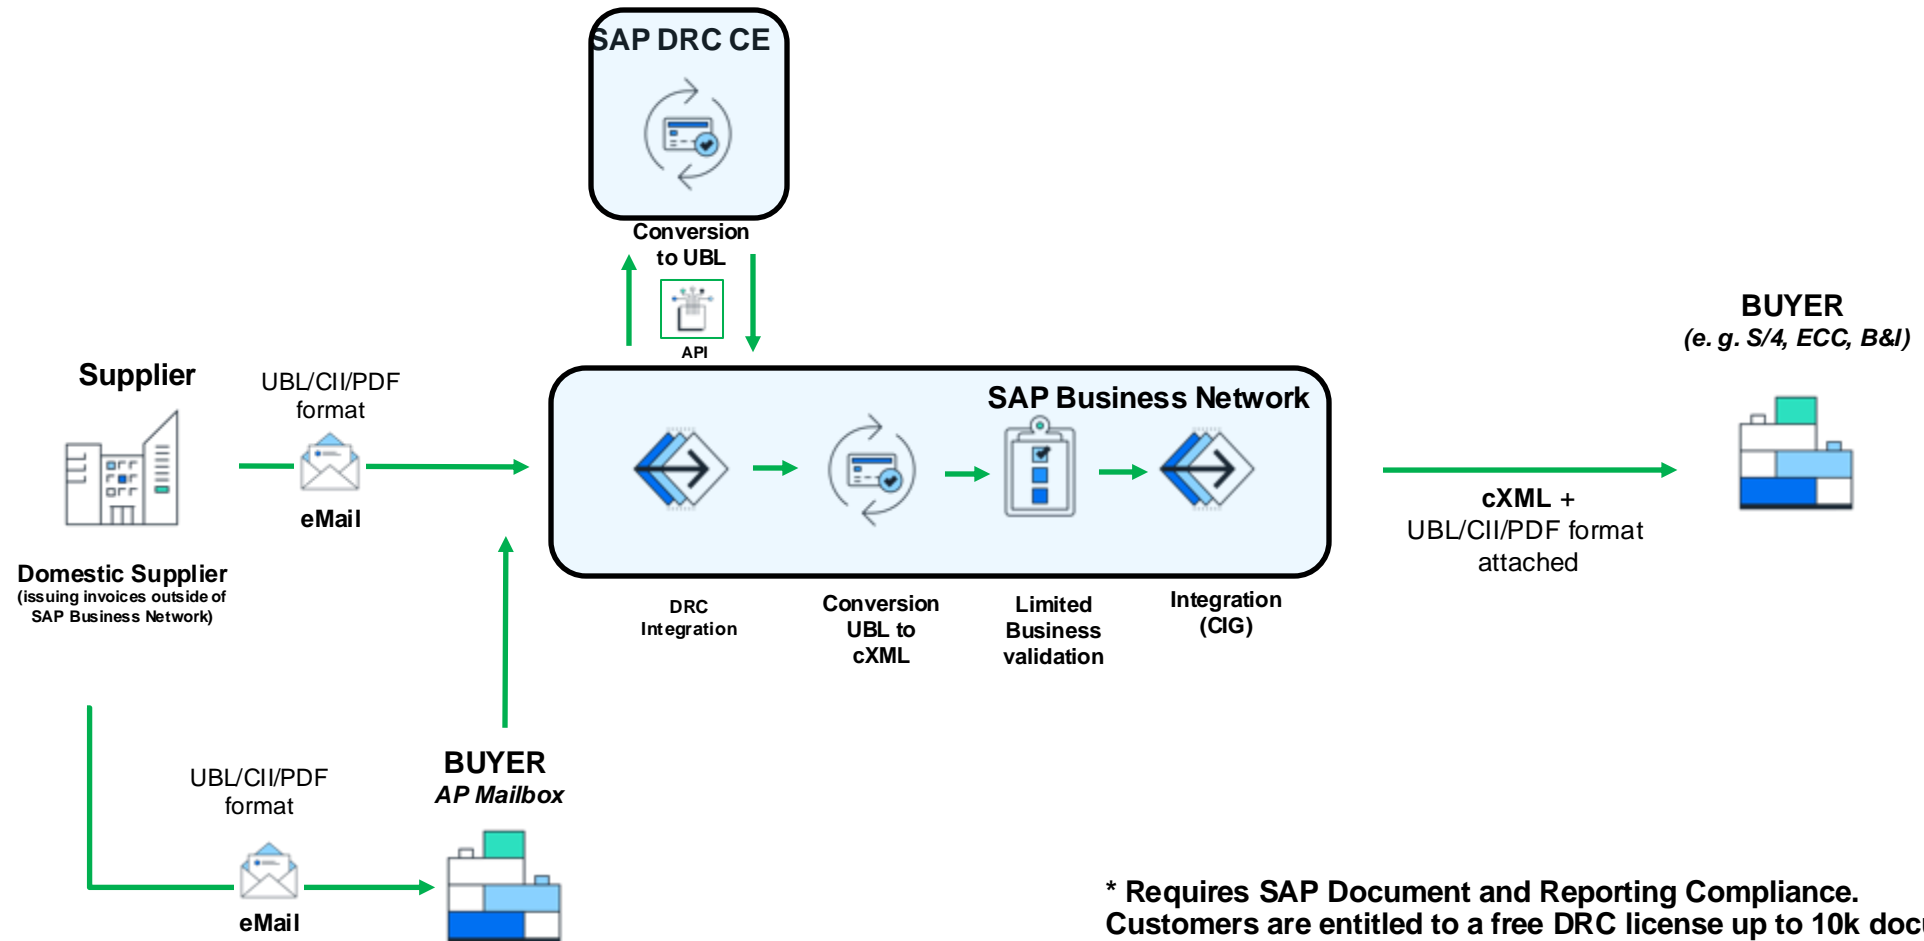 SAP DRC CE
Conversion
to UBL
API
BUYER
(e. g. S/4, ECC, B&I)
Supplier
UBL/CII/PDF
format
eMail
SAP Business Network
cXML +
UBL/CII/PDF format
attached
Domestic Supplier
(issuing invoices outside of
SAP Business Network)
DRC
Integration
Conversion
UBL to
cXML
Limited
Business
validation
Integration
(CIG)
UBL/CII/PDF
format
eMail
BUYER
AP Mailbox
* Requires SAP Document and Reporting Compliance.
Customers are entitled to a free DRC license up to 10k